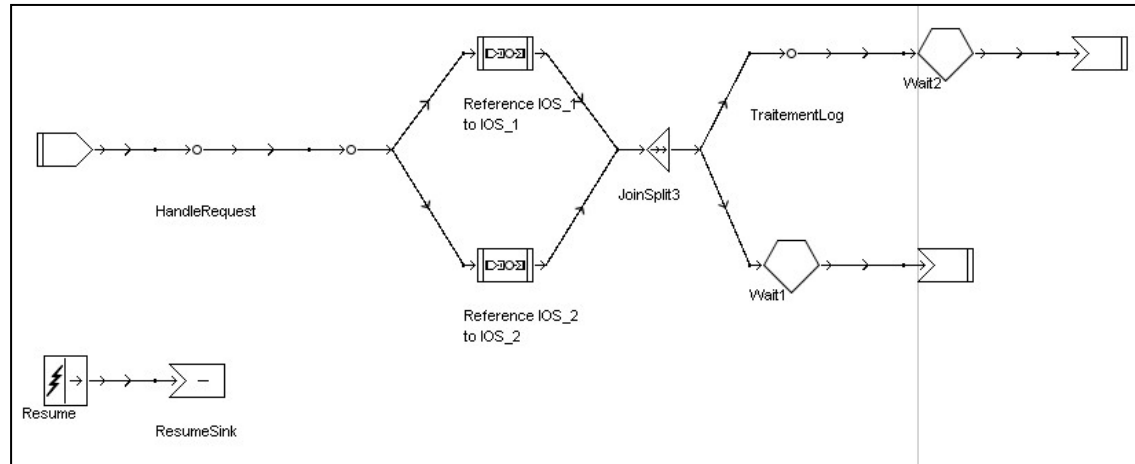 Reference IOS_1
to IOS_1
Wait2
TraitementLog
HandleRequest
JoinSplit3
Wait1
Reference IOS_2
to IOS_2
Resume
ResumeSink